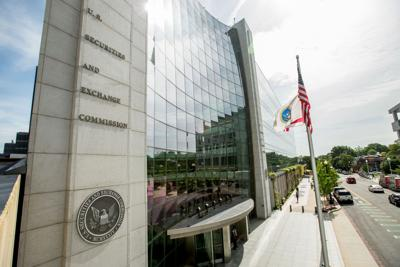 U.S.
SECURITIES
AND
EXCHANGE
COMMISSION